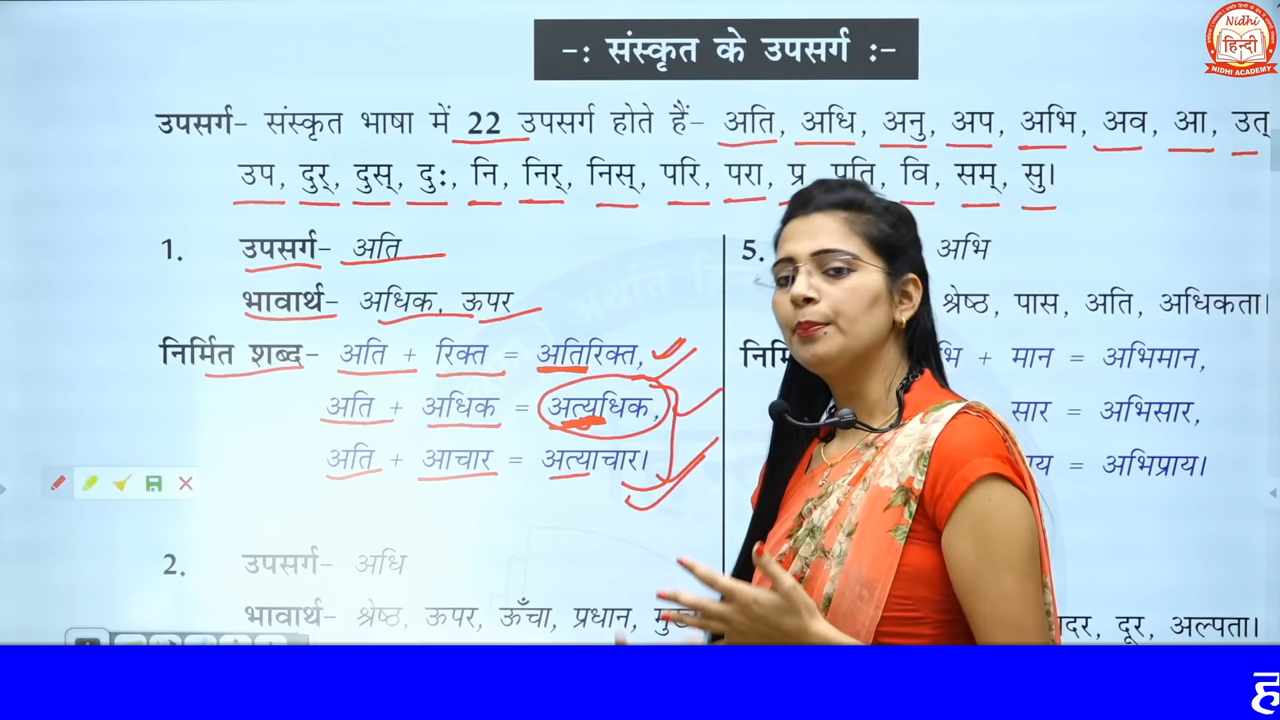 -: संस्कृत के उपसर्ग :-
Nidhi
हिन्दी
NIDHI ACADEMY
उपसर्ग- संस्कृत भाषा में 22 उपसर्ग होते हैं- अति, अधि, अनु, अप, अभि, अव, आ, उत्
उप, दुर्, दुस्, दुः, नि, निर्, निस्, परि, परा, प्र, प्रति, वि, सम्, सु।
1. उपसर्ग- अति
भावार्थ- अधिक, ऊपर
निर्मित शब्द- अति + रिक्त = अतिरिक्त,
अति + अधिक = अत्यधिक,
अति + आचार = अत्याचार।
2. उपसर्ग- अधि
भावार्थ- श्रेष्ठ, ऊपर, ऊँचा, प्रधान,
5. अभि
श्रेष्ठ, पास, अति, अधिकता।
+ मान = अभिमान,
सार = अभिसार,
= अभिप्राय।
दूर, अल्पता।